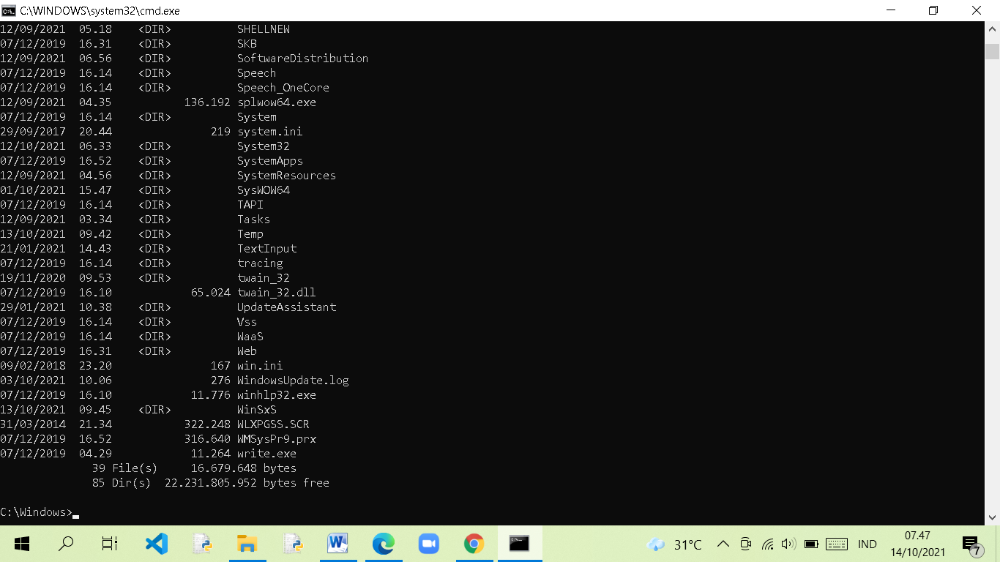 C:\WINDOWS\system32\cmd.exe
12/09/2021  05.18    <DIR>          SHELLNEW
07/12/2019  16.31    <DIR>          SKB
12/09/2021  06.56    <DIR>          SoftwareDistribution
07/12/2019  16.14    <DIR>          Speech
07/12/2019  16.14    <DIR>          Speech_OneCore
12/09/2021  04.35           136.192 splwow64.exe
07/12/2019  16.14    <DIR>          System
29/09/2017  20.44               219 system.ini
12/10/2021  06.33    <DIR>          System32
07/12/2019  16.52    <DIR>          SystemApps
12/09/2021  04.56    <DIR>          SystemResources
01/10/2021  15.47    <DIR>          SysWOW64
07/12/2019  16.14    <DIR>          TAPI
12/09/2021  03.34    <DIR>          Tasks
13/10/2021  09.42    <DIR>          Temp
21/01/2021  14.43    <DIR>          TextInput
07/12/2019  16.14    <DIR>          tracing
19/11/2020  09.53    <DIR>          twain_32
07/12/2019  16.10            65.024 twain_32.dll
29/01/2021  10.38    <DIR>          UpdateAssistant
07/12/2019  16.14    <DIR>          Vss
07/12/2019  16.14    <DIR>          WaaS
07/12/2019  16.31    <DIR>          Web
09/02/2018  23.20               167 win.ini
03/10/2021  10.06               276 WindowsUpdate.log
07/12/2019  16.10            11.776 winhlp32.exe
13/10/2021  09.45    <DIR>          WinSxS
31/03/2014  21.34           322.248 WLXPGSS.SCR
07/12/2019  16.52           316.640 WMSysPr9.prx
07/12/2019  04.29            11.264 write.exe
39 File(s)     16.679.648 bytes
85 Dir(s)  22.231.805.952 bytes free
C:\Windows>
31°C IND 07.47
14/10/2021 7